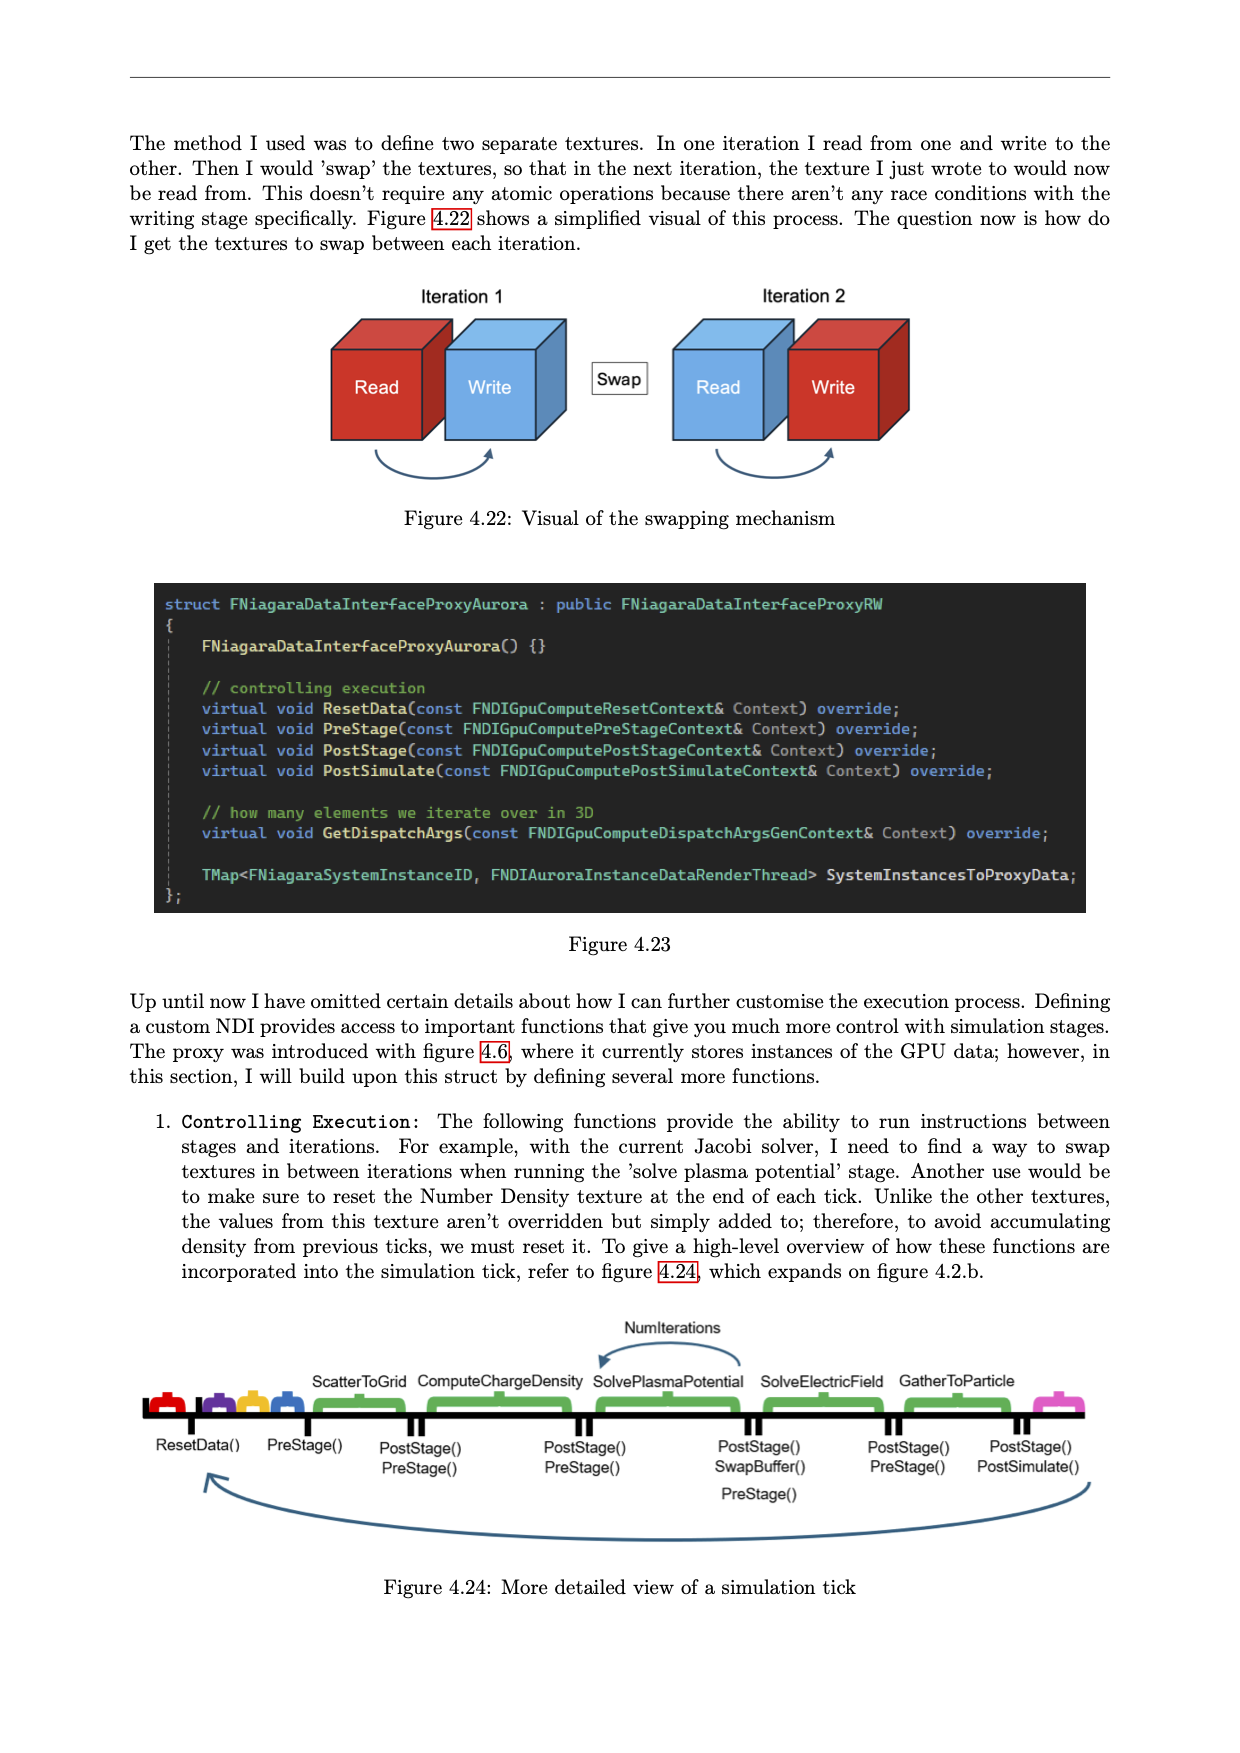 The method I used was to define two separate textures. In one iteration I read from one and write to the
other. Then I would 'swap' the textures, so that in the next iteration, the texture I just wrote to would now
be read from. This doesn't require any atomic operations because there aren't any race conditions with the
writing stage specifically. Figure 4.22 shows a simplified visual of this process. The question now is how do
I get the textures to swap between each iteration.
Iteration 1
Iteration 2
Read
Write
Swap
Read
Write
Figure 4.22: Visual of the swapping mechanism
struct FNiagaraDataInterfaceProxyAurora : public FNiagaraDataInterfaceProxyRW
{
FNiagaraDataInterfaceProxyAurora() {}
// controlling execution
virtual void ResetData(const FNDIGpuComputeResetContext& Context) override;
virtual void PreStage(const FNDIGpuComputePreStageContext& Context) override;
virtual void PostStage(const FNDIGpuComputePostStageContext& Context) override;
virtual void PostSimulate(const FNDIGpuComputePostSimulateContext& Context) override;
// how many elements we iterate over in 3D
virtual void GetDispatchArgs(const FNDIGpuComputeDispatchArgsGenContext& Context) override;
TMap<FNiagaraSystemInstanceID, FNDIAuroraInstanceDataRenderThread> SystemInstancesToProxyData;
};
Figure 4.23
Up until now I have omitted certain details about how I can further customise the execution process. Defining
a custom NDI provides access to important functions that give you much more control with simulation stages.
The proxy was introduced with figure 4.6, where it currently stores instances of the GPU data; however, in
this section, I will build upon this struct by defining several more functions.
1. Controlling Execution: The following functions provide the ability to run instructions between
stages and iterations. For example, with the current Jacobi solver, I need to find a way to swap
textures in between iterations when running the 'solve plasma potential' stage. Another use would be
to make sure to reset the Number Density texture at the end of each tick. Unlike the other textures,
the values from this texture aren't overridden but simply added to; therefore, to avoid accumulating
density from previous ticks, we must reset it. To give a high-level overview of how these functions are
incorporated into the simulation tick, refer to figure 4.24, which expands on figure 4.2.b.
NumIterations
ScatterToGrid ComputeChargeDensity SolvePlasmaPotential SolveElectricField GatherToParticle
ResetData() PreStage() PostStage() PostStage() PostStage() PostStage() PostStage()
PreStage() PreStage() SwapBuffer() PreStage() PostSimulate()
PreStage()
Figure 4.24: More detailed view of a simulation tick